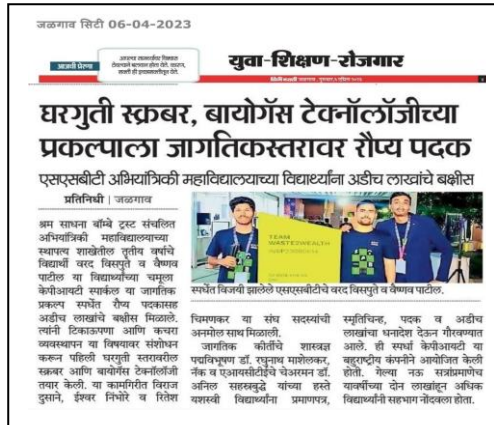 जळगाव सिटी 06-04-2023
आजची प्रेरणा
युवा-शिक्षण-रोजगार
घरगुती स्क्रबर, बायोगॅस टेक्नॉलॉजीच्या
प्रकल्पाला जागतिकस्तरावर रौप्य पदक
एसएसबीटी अभियांत्रिकी महाविद्यालयाच्या विद्यार्थ्यांना अडीच लाखांचे बक्षीस
प्रतिनिधी | जळगाव
श्रम साधना बॉम्बे ट्रस्ट संचलित
अभियांत्रिकी महाविद्यालयाच्या
स्थापत्य शाखेतील तृतीय वर्षाचे
विद्यार्थी वरद विसपुते व वैष्णव
पाटील या विद्यार्थ्यांच्या चमूला
केपीआयटी स्पार्कल या जागतिक
प्रकल्प स्पर्धेत रौप्य पदकासह
अडीच लाखांचे बक्षीस मिळाले.
त्यांनी टिकाऊपणा आणि कचरा
व्यवस्थापन या विषयावर संशोधन
करून पहिली घरगुती स्तरावरील
स्क्रबर आणि बायोगॅस टेक्नॉलॉजी
तयार केली. या कामगिरीत विराज
दुसाने, ईश्वर निंभोरे व रितेश
TEAM
WASTE2WEALTH
स्पर्धेत विजयी झालेले एसएसबीटीचे वरद विसपुते व वैष्णव पाटील.
चिमणकर या संघ सदस्यांची
अनमोल साथ मिळाली.
जागतिक कीर्तीचे शास्त्रज्ञ
पद्मविभूषण डॉ. रघुनाथ माशेलकर,
नॅक व एआयसीटीईचे चेअरमन डॉ.
अनिल सहस्रबुद्धे यांच्या हस्ते
यशस्वी विद्यार्थ्यांना प्रमाणपत्र,
स्मृतिचिन्ह, पदक व अडीच
लाखांचा धनादेश देऊन गौरवण्यात
आले. ही स्पर्धा केपीआयटी या
बहुराष्ट्रीय कंपनीने आयोजित केली
होती. गेल्या नऊ सत्रांप्रमाणेच
यावर्षीच्या दोन लाखांहून अधिक
विद्यार्थ्यांनी सहभाग नोंदवला होता.